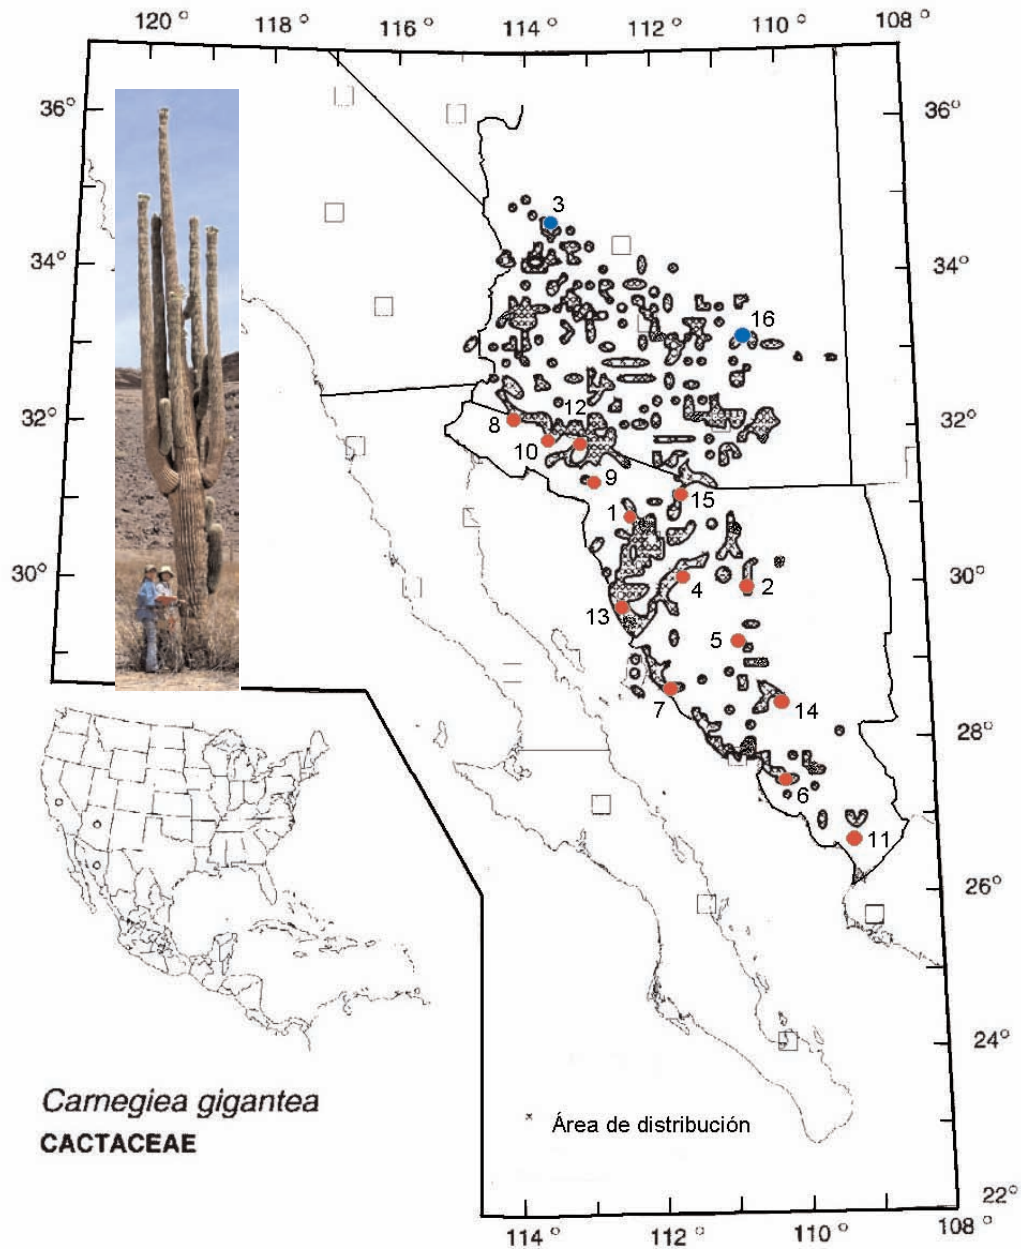 120 ° 118 ° 116 ° 114 ° 112 ° 110 ° 108 °
36° 36°
3
34° 34°
16
12
32° 8 32°
10
9
15
1
30° 4 2 30°
13
5
7 14
28°
6
11
26°
24°
Carnegiea gigantea
CACTACEAE
Área de distribución
22°
114 ° 112 ° 110 ° 108 °